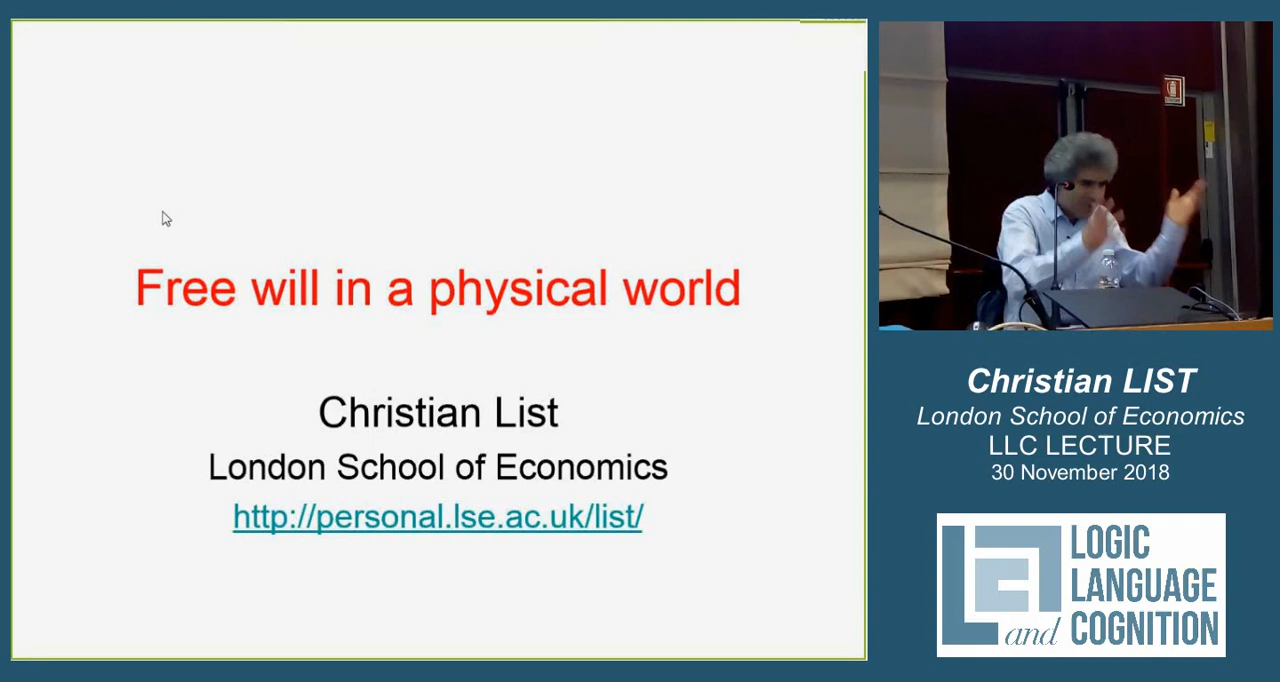 Free will in a physical world
Christian List
London School of Economics
http://personal.lse.ac.uk/list/
Christian LIST
London School of Economics
LLC LECTURE
30 November 2018
LOGIC
LANGUAGE
and COGNITION